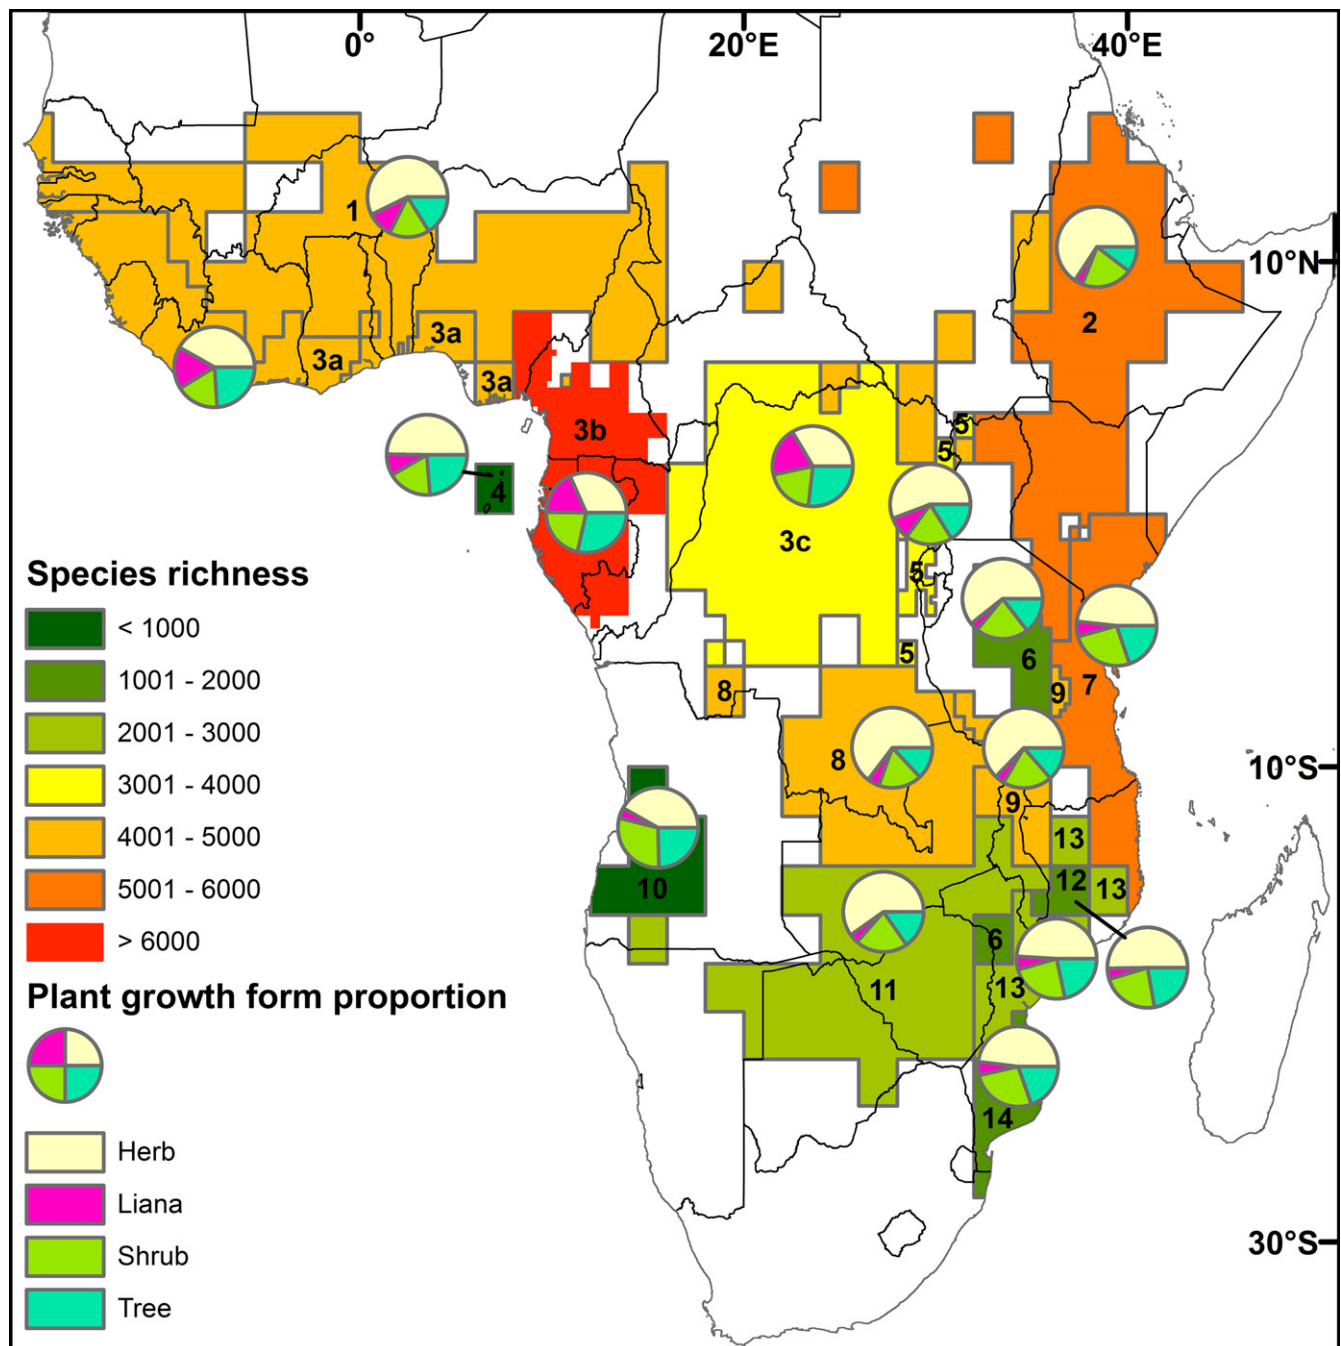 0° 20°E 40°E
1
10°N
2
3a
3a
3a
3b
5
5
4
3c
5
Species richness
< 1000
1001 - 2000
2001 - 3000
3001 - 4000
4001 - 5000
5001 - 6000
> 6000
5
6
7
8
9
8
10°S
9
13
10
12
13
6
11
13
14
Plant growth form proportion
Herb
Liana
Shrub
Tree
30°S